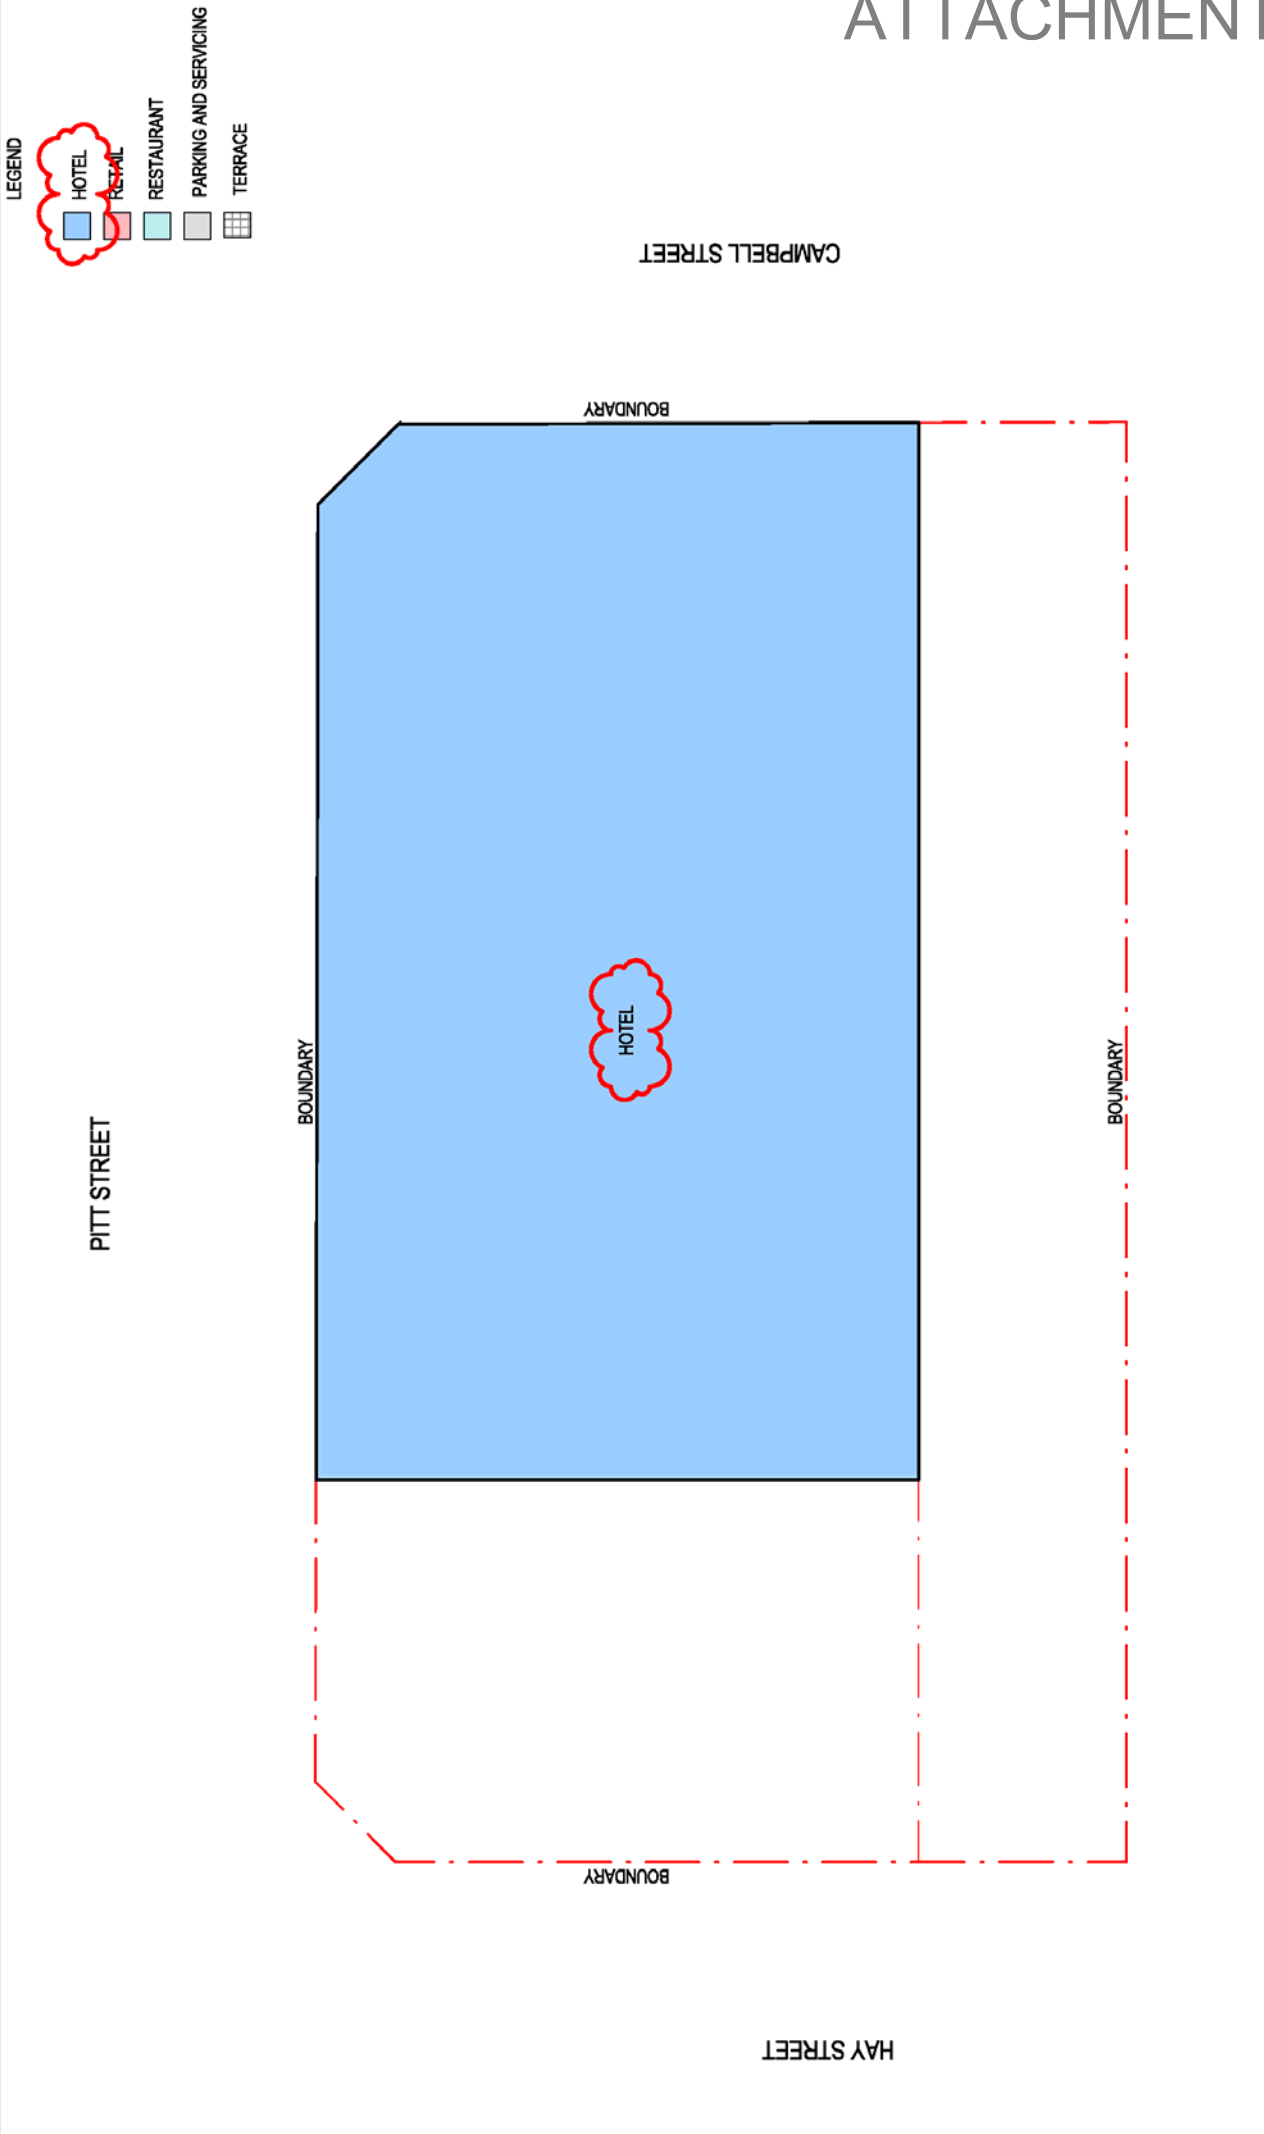 ATTACHMENT
LEGEND
HOTEL
RETAIL
RESTAURANT
PARKING AND SERVICING
TERRACE
CAMPBELL STREET
BOUNDARY
HOTEL
BOUNDARY
PITT STREET
BOUNDARY
BOUNDARY
HAY STREET